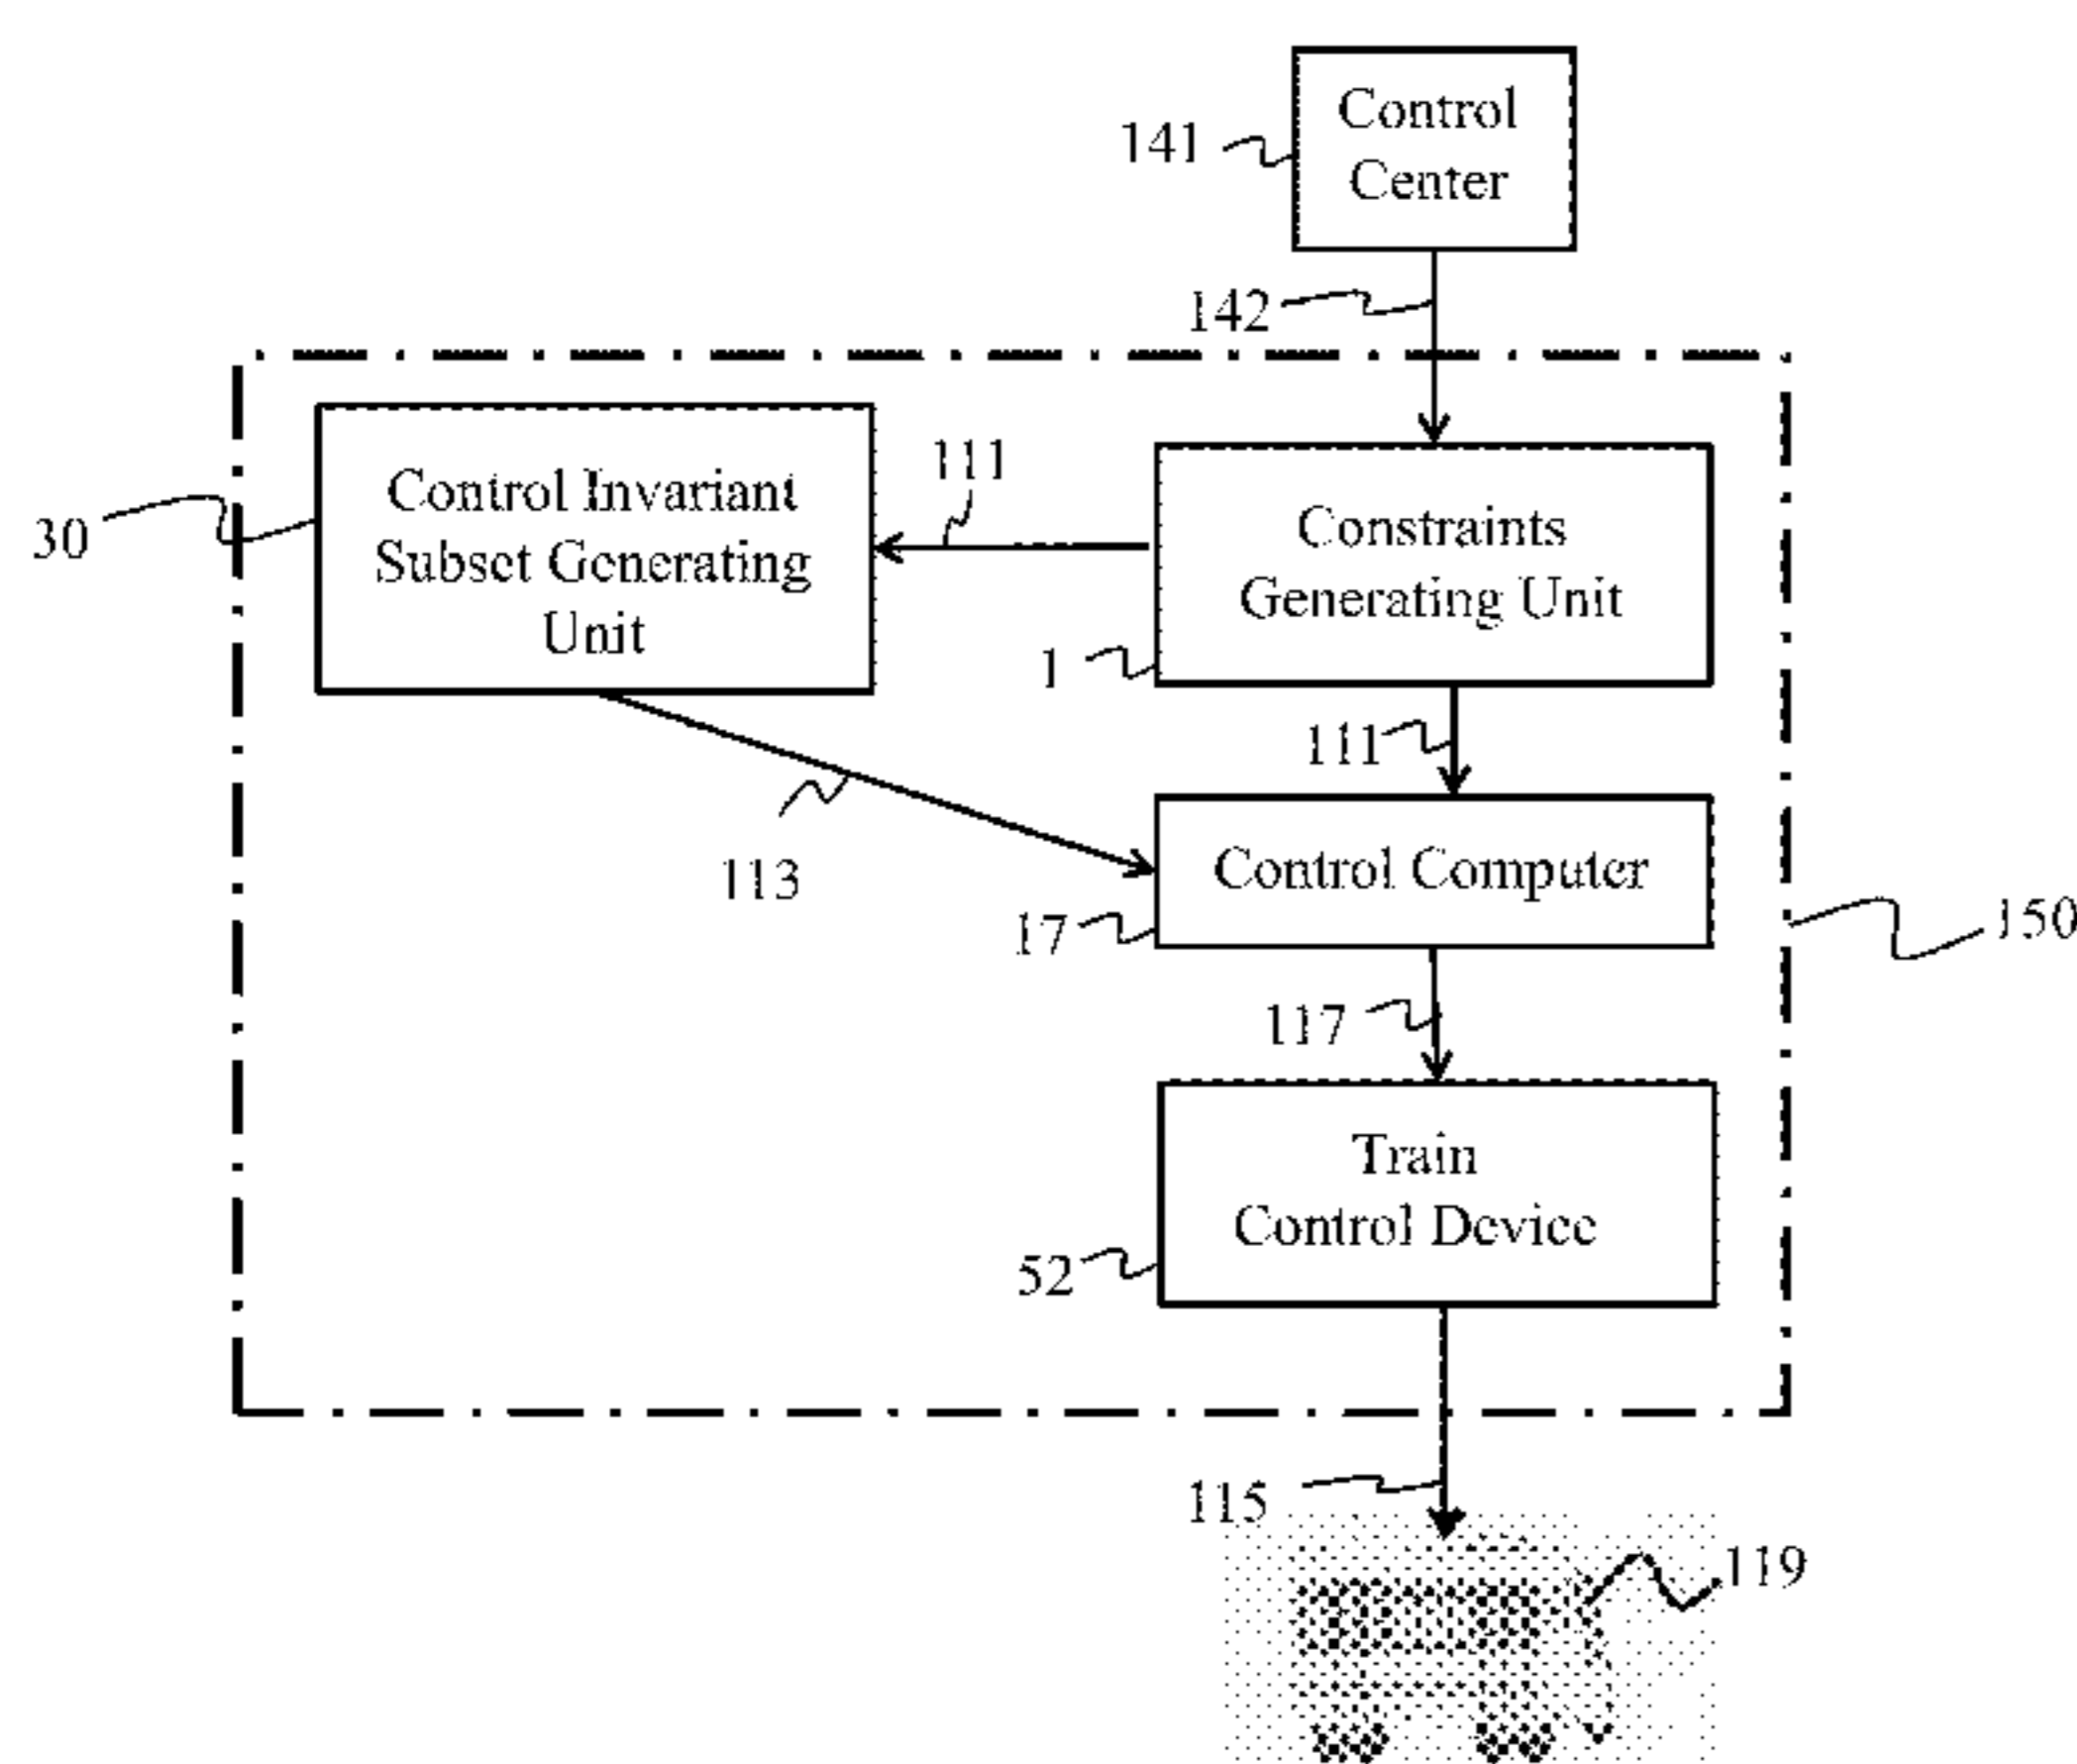 Control
Center
141
142
Control Invariant
Subset Generating
Unit
30
111
Constraints
Generating Unit
1
111
113
Control Computer
17
150
117
Train
Control Device
52
115
119